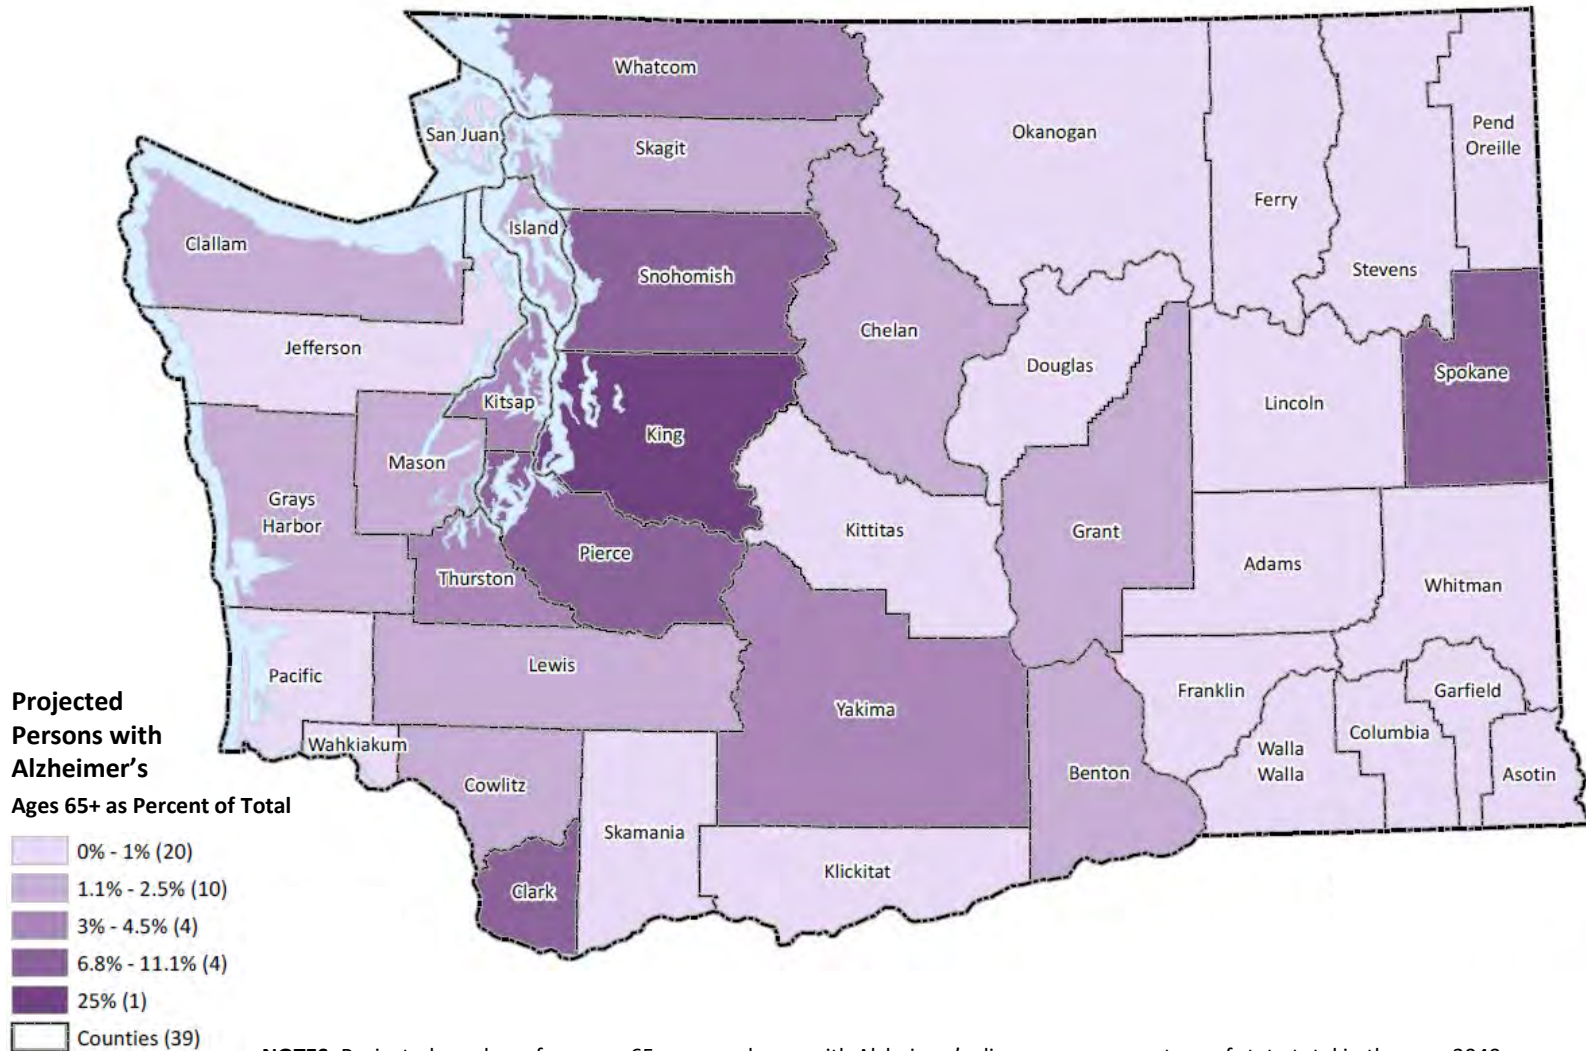 Whatcom
San Juan
Skagit
Okanogan
Pend
Oreille
Ferry
Stevens
Island
Clallam
Snohomish
Chelan
Jefferson
Douglas
Spokane
Kitsap
Lincoln
King
Mason
Grays
Harbor
Kittitas
Grant
Pierce
Adams
Thurston
Whitman
Lewis
Pacific
Franklin
Garfield
Yakima
Columbia
Wahkiakum
Walla
Walla
Benton
Asotin
Cowlitz
Skamania
Klickitat
Clark
Projected
Persons with
Alzheimer’s
Ages 65+ as Percent of Total
0% - 1% (20)
1.1% - 2.5% (10)
3% - 4.5% (4)
6.8% - 11.1% (4)
25% (1)
Counties (39)